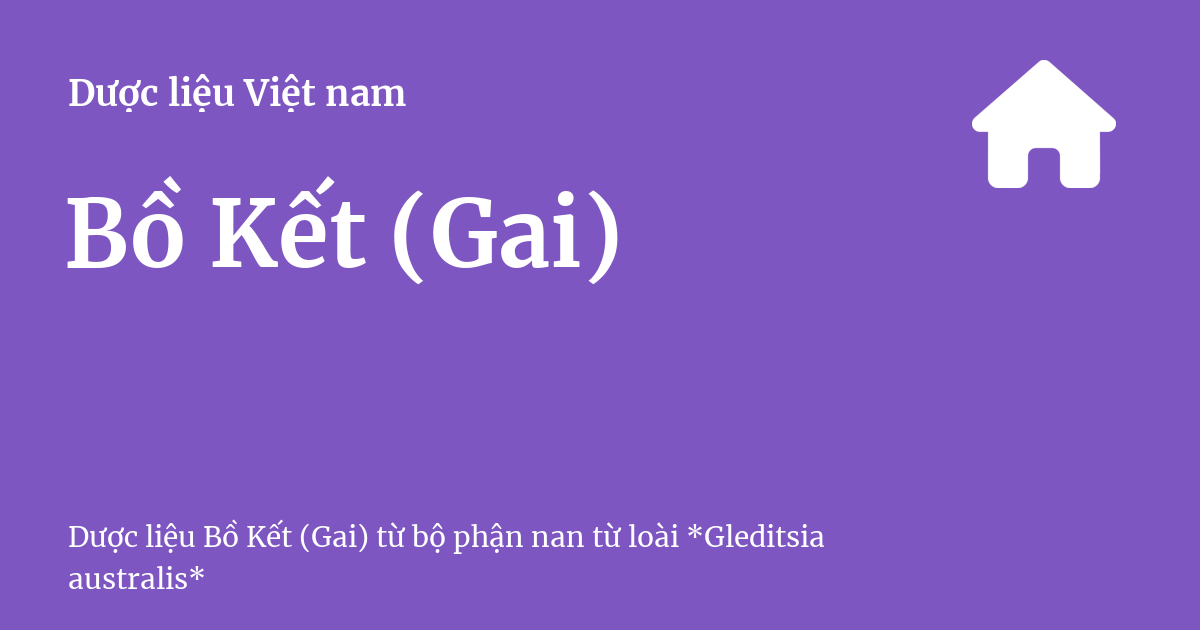 Dược liệu Việt nam
Bồ Kết (Gai)
Dược liệu Bồ Kết (Gai) từ bộ phận nan từ loài *Gleditsia
australis*